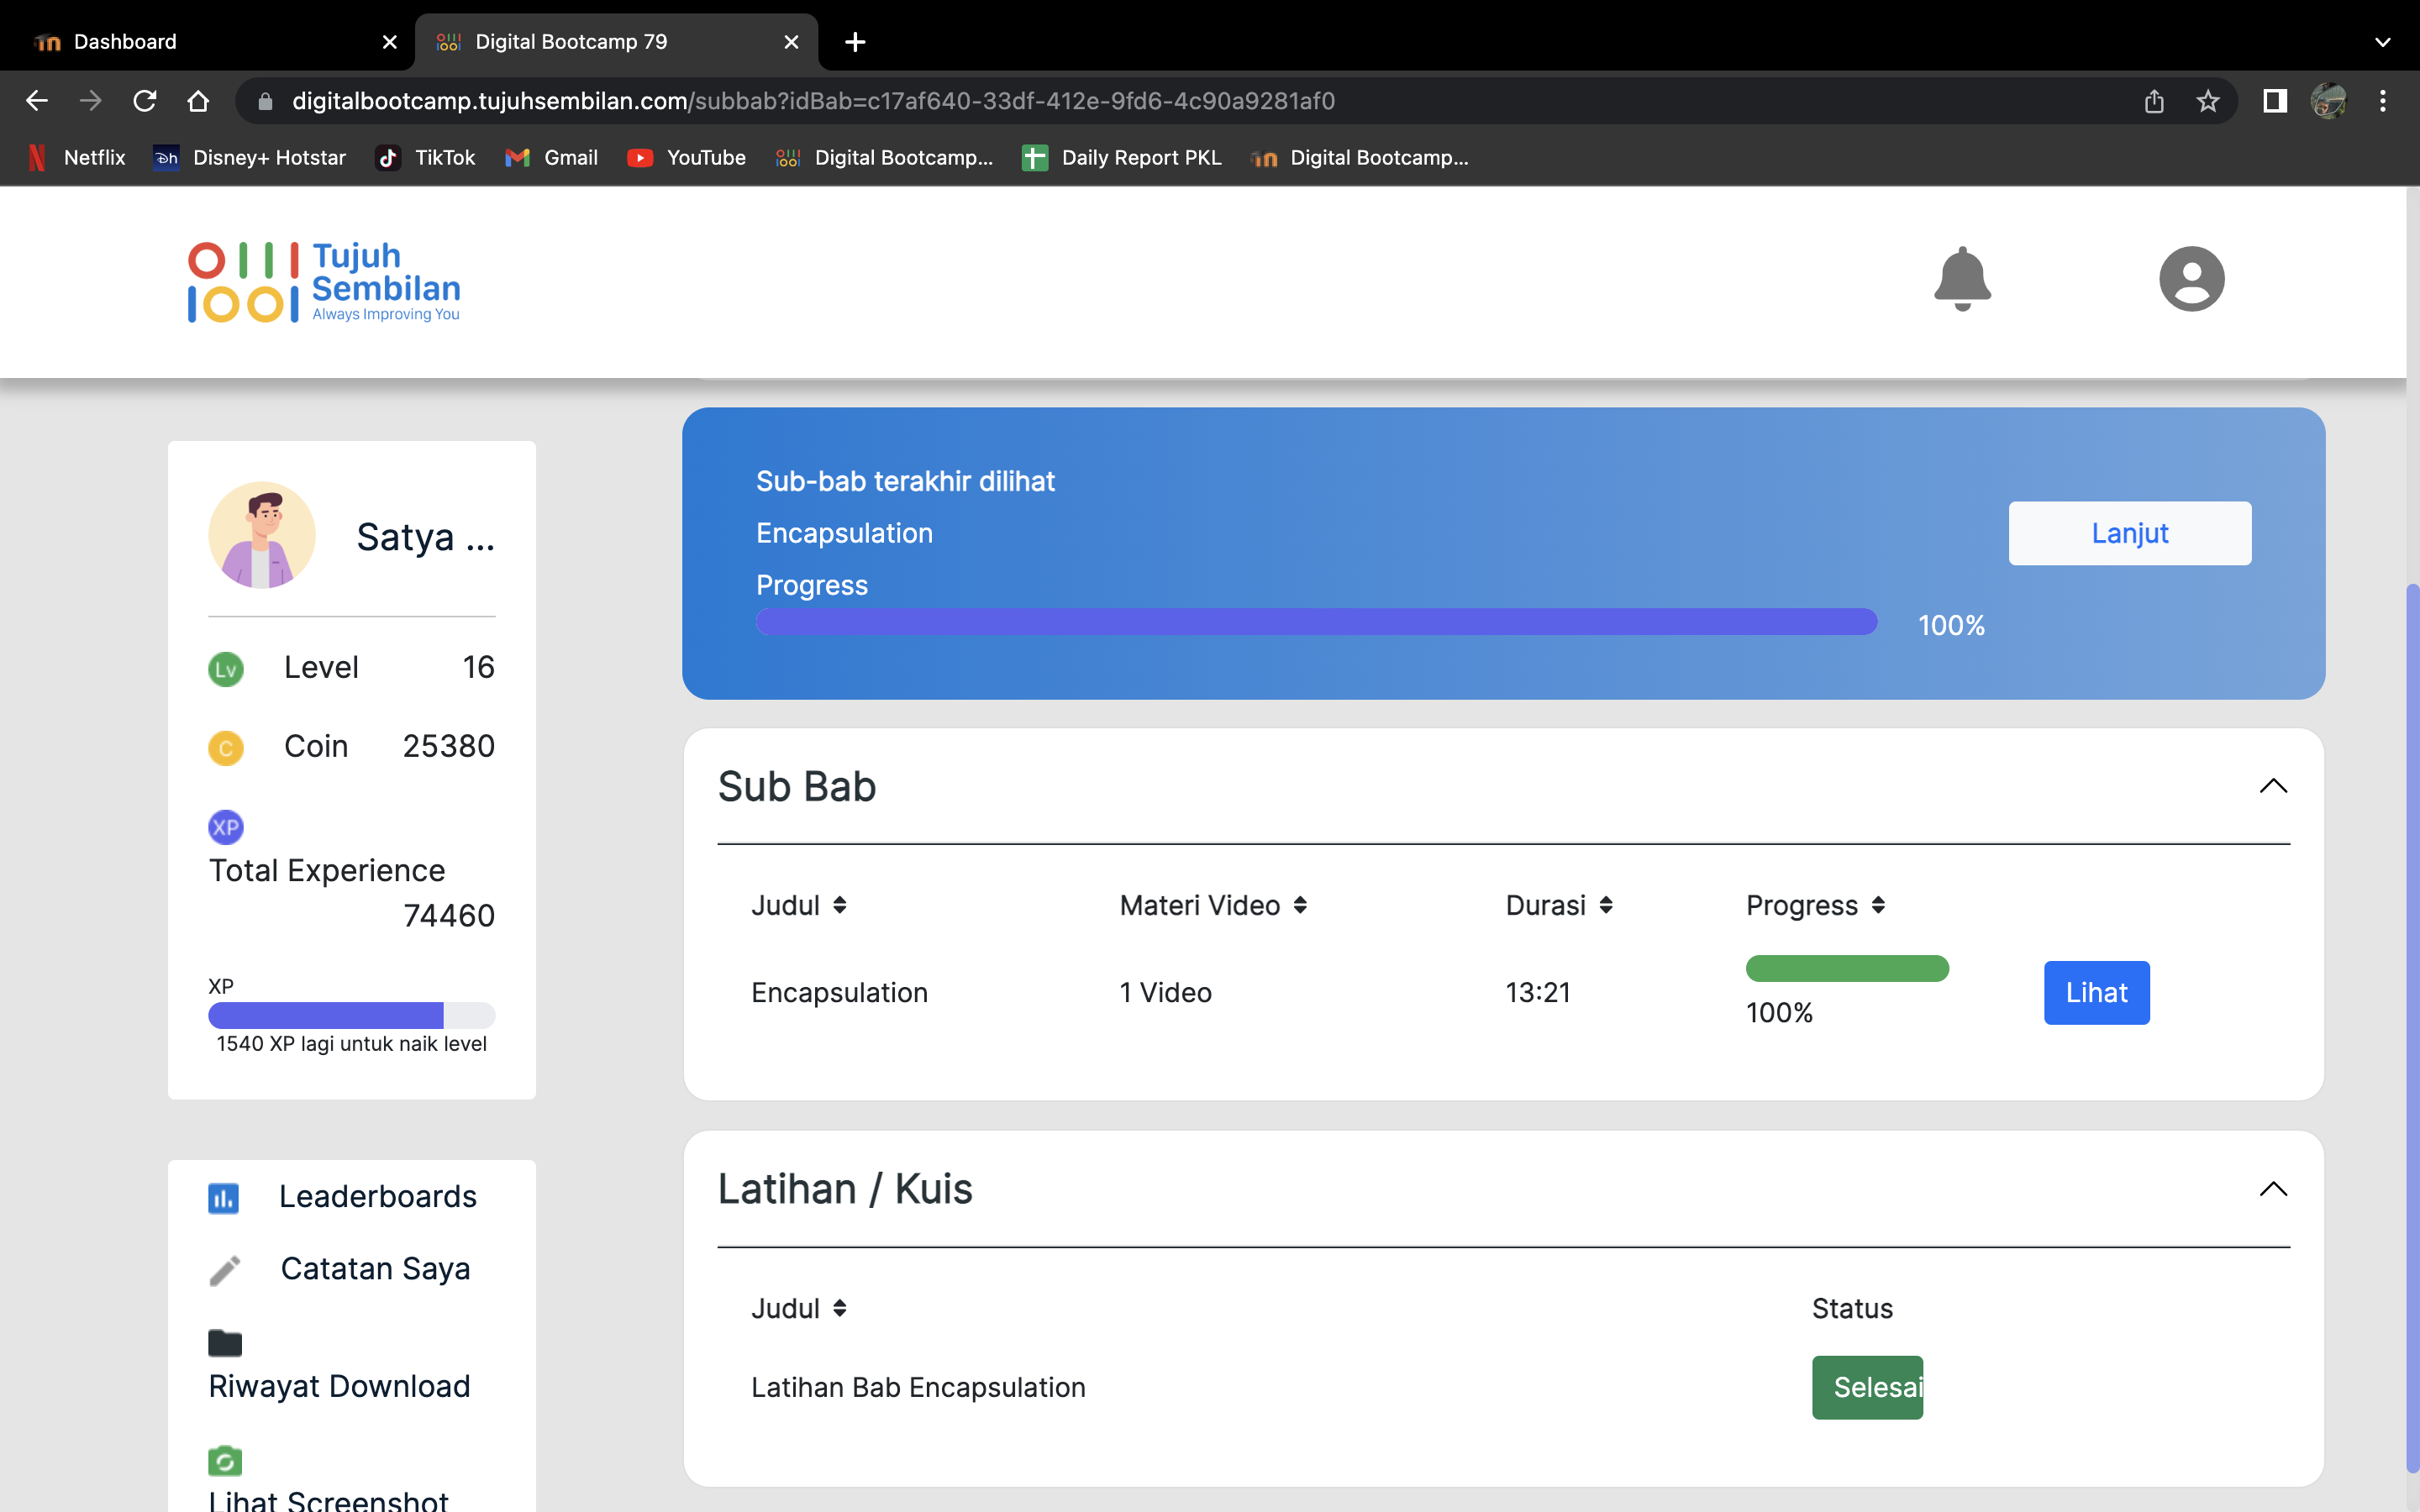 Dashboard
Digital Bootcamp 79
digitalbootcamp.tujuhsembilan.com/subbab?idBab=c17af640-33df-412e-9fd6-4c90a9281af0
Netflix
Disney+ Hotstar
TikTok
Gmail
YouTube
Digital Bootcamp...
Daily Report PKL
Digital Bootcamp...
Tujuh
Sembilan
Always Improving You
Satya ...
Lv Level 16
C Coin 25380
XP
Total Experience
74460
XP
1540 XP lagi untuk naik level
Leaderboards
Catatan Saya
Riwayat Download
Lihat Screenshot
Sub-bab terakhir dilihat
Encapsulation
Progress
100%
Lanjut
Sub Bab
Judul Materi Video Durasi Progress
Encapsulation 1 Video 13:21 100% Lihat
Latihan / Kuis
Judul Status
Latihan Bab Encapsulation Selesai